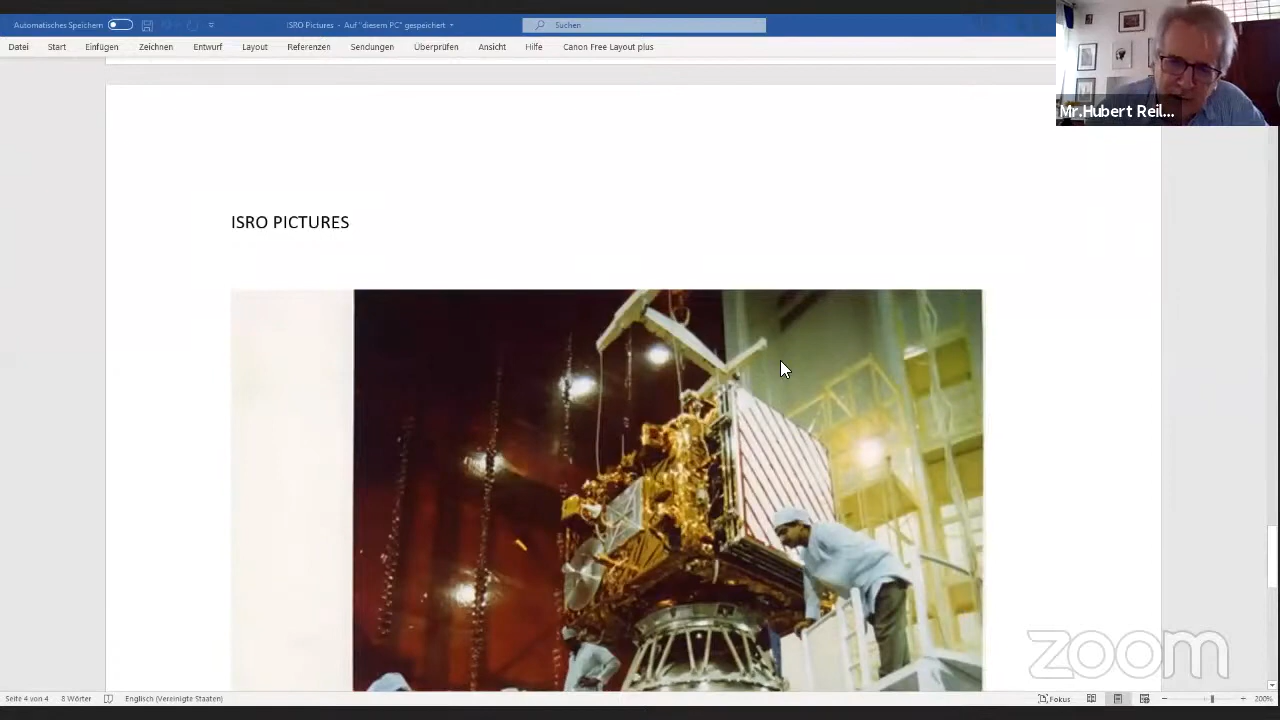 Automatisches Speichern ISRO Pictures - Auf "diesem PC" gespeichert Suchen
Datei Start Einfügen Zeichnen Entwurf Layout Referenzen Sendungen Überprüfen Ansicht Hilfe Canon Free Layout plus
Mr.Hubert Reil...
ISRO PICTURES
zoom
Seite 4 von 4 8 Wörter Englisch (Vereinigte Staaten) Fokus 200%